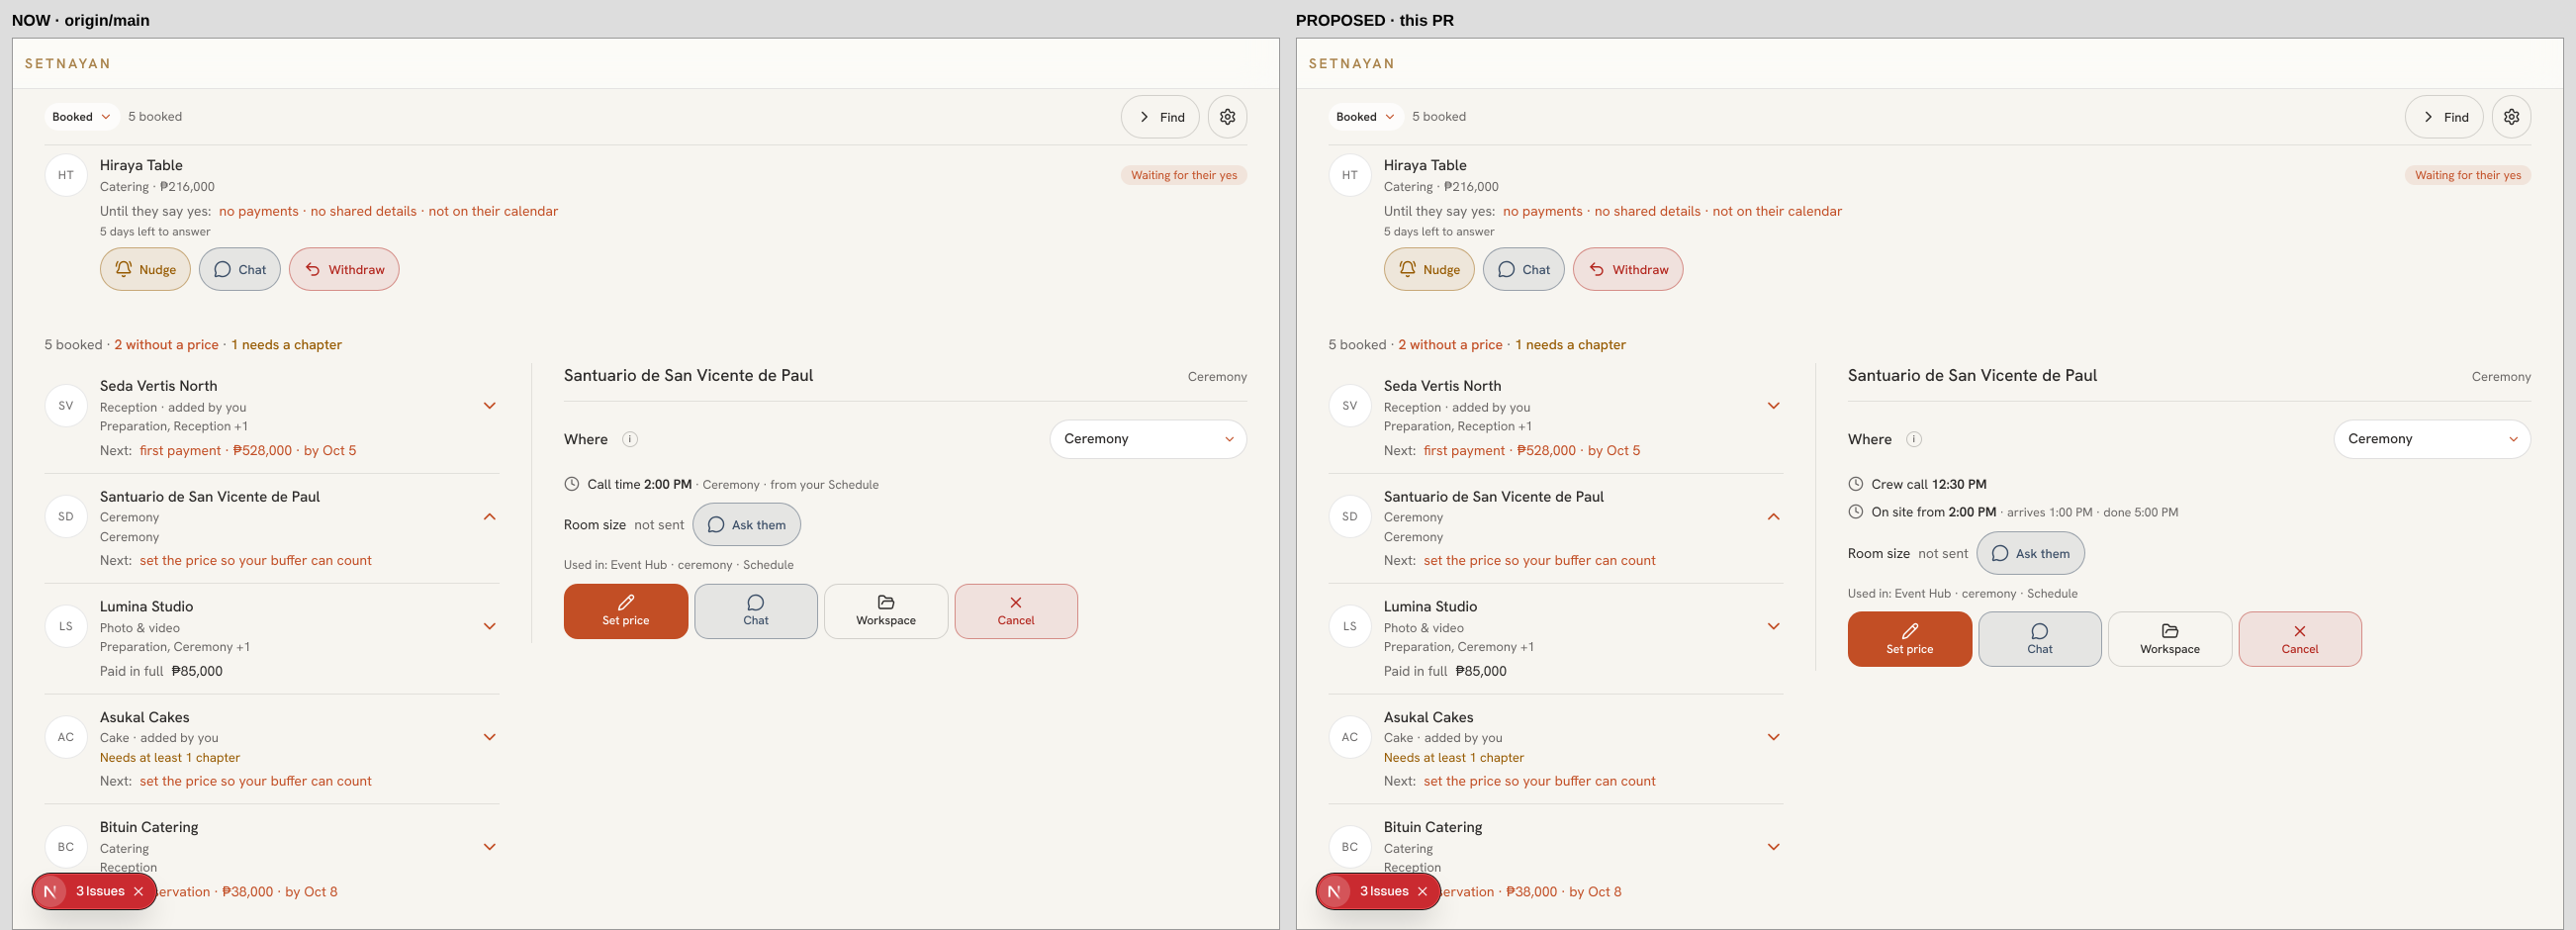 NOW · origin/main
SETNAYAN
Booked 5 booked Find
HT Hiraya Table
Catering · ₱216,000 Waiting for their yes
Until they say yes: no payments · no shared details · not on their calendar
5 days left to answer
Nudge Chat Withdraw
5 booked · 2 without a price · 1 needs a chapter
SV Seda Vertis North
Reception · added by you
Preparation, Reception +1
Next: first payment · ₱528,000 · by Oct 5
SD Santuario de San Vicente de Paul
Ceremony
Ceremony
Next: set the price so your buffer can count
LS Lumina Studio
Photo & video
Preparation, Ceremony +1
Paid in full ₱85,000
AC Asukal Cakes
Cake · added by you
Needs at least 1 chapter
Next: set the price so your buffer can count
BC Bituin Catering
Catering
Reception
servation · ₱38,000 · by Oct 8
N 3 Issues
Santuario de San Vicente de Paul Ceremony
Where i Ceremony
Call time 2:00 PM · Ceremony · from your Schedule
Room size not sent Ask them
Used in: Event Hub · ceremony · Schedule
Set price Chat Workspace Cancel
PROPOSED · this PR
SETNAYAN
Booked 5 booked Find
HT Hiraya Table
Catering · ₱216,000 Waiting for their yes
Until they say yes: no payments · no shared details · not on their calendar
5 days left to answer
Nudge Chat Withdraw
5 booked · 2 without a price · 1 needs a chapter
SV Seda Vertis North
Reception · added by you
Preparation, Reception +1
Next: first payment · ₱528,000 · by Oct 5
SD Santuario de San Vicente de Paul
Ceremony
Ceremony
Next: set the price so your buffer can count
LS Lumina Studio
Photo & video
Preparation, Ceremony +1
Paid in full ₱85,000
AC Asukal Cakes
Cake · added by you
Needs at least 1 chapter
Next: set the price so your buffer can count
BC Bituin Catering
Catering
Reception
servation · ₱38,000 · by Oct 8
N 3 Issues
Santuario de San Vicente de Paul Ceremony
Where i Ceremony
Crew call 12:30 PM
On site from 2:00 PM · arrives 1:00 PM · done 5:00 PM
Room size not sent Ask them
Used in: Event Hub · ceremony · Schedule
Set price Chat Workspace Cancel